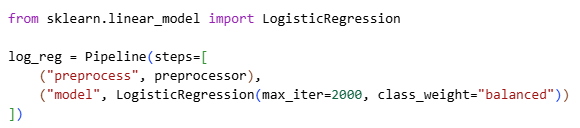 from sklearn.linear_model import LogisticRegression
log_reg = Pipeline(steps=[
    ("preprocess", preprocessor),
    ("model", LogisticRegression(max_iter=2000, class_weight="balanced"))
])